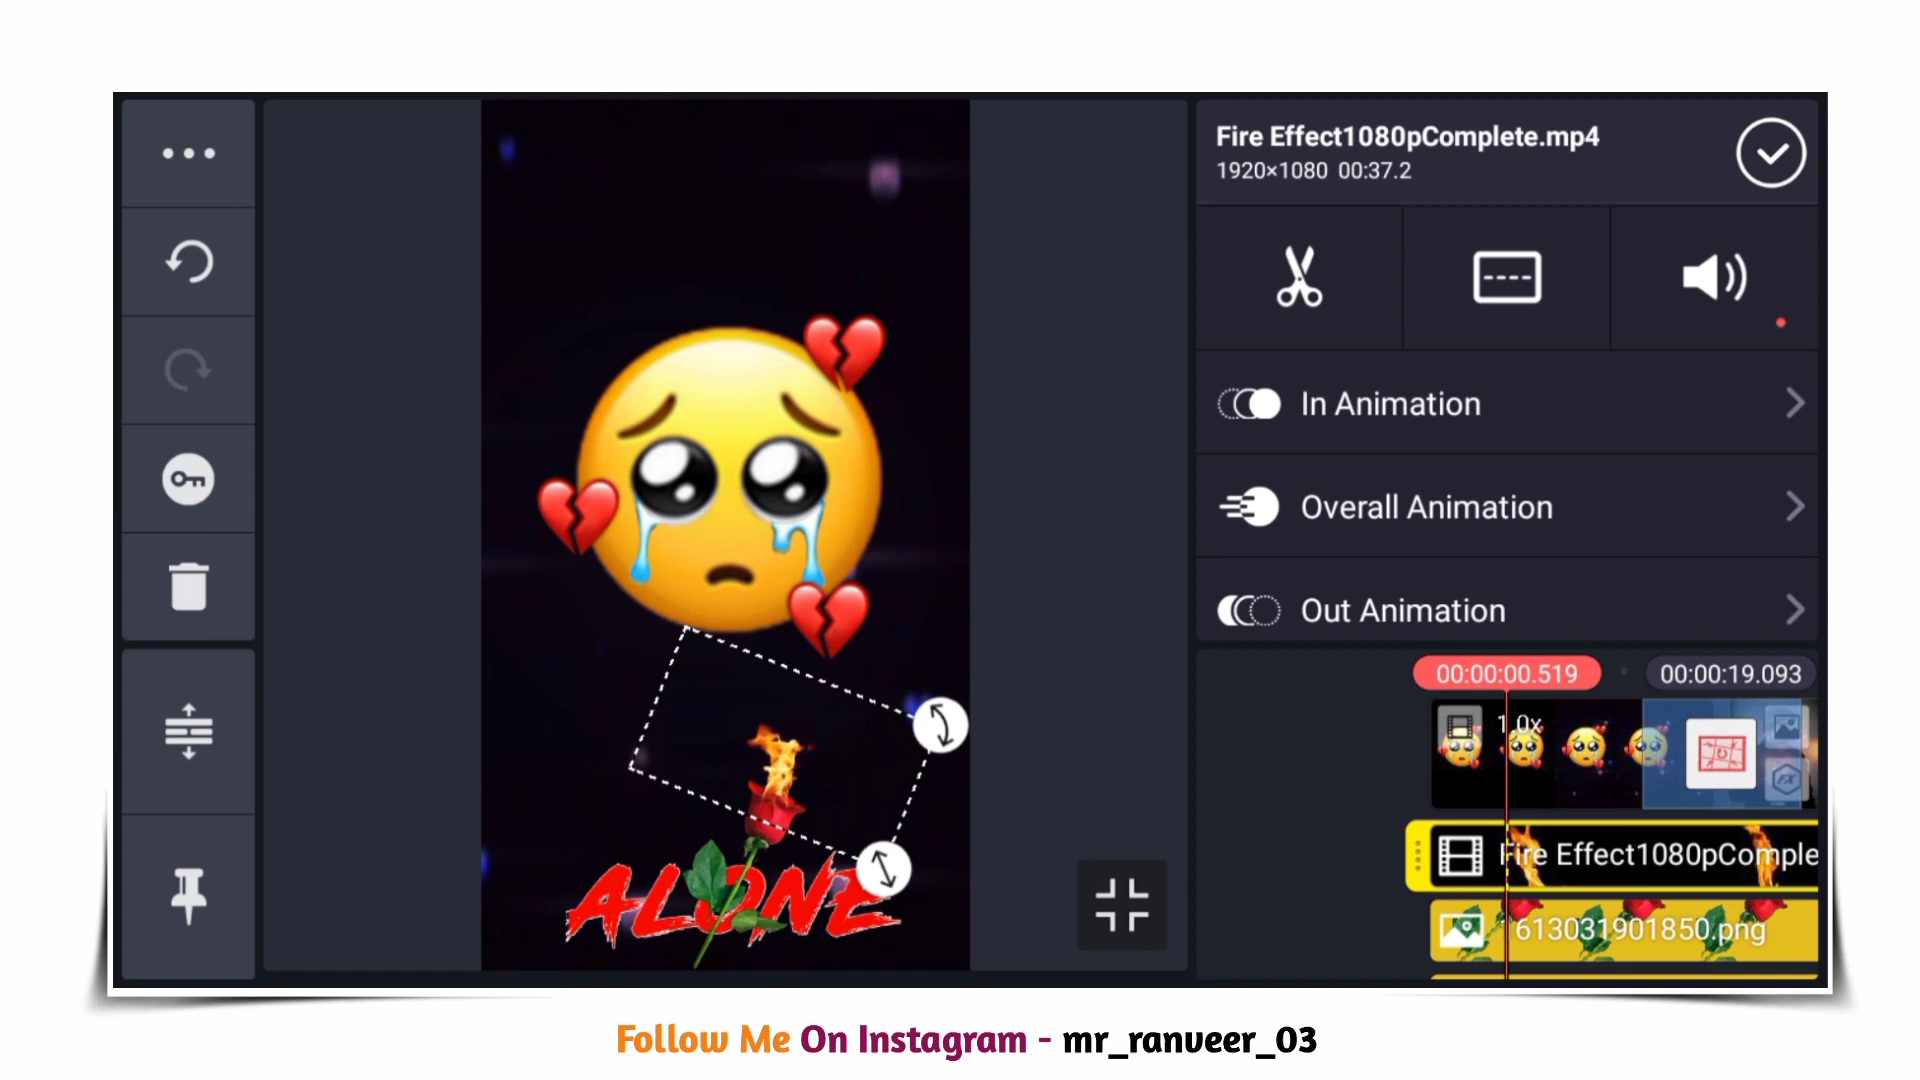 Fire Effect1080pComplete.mp4
1920×1080 00:37.2
In Animation
Overall Animation
Out Animation
00:00:00.519
00:00:19.093
1.0x
FX
Fire Effect1080pComple
613031901850.png
ALONE
Follow Me On Instagram - mr_ranveer_03